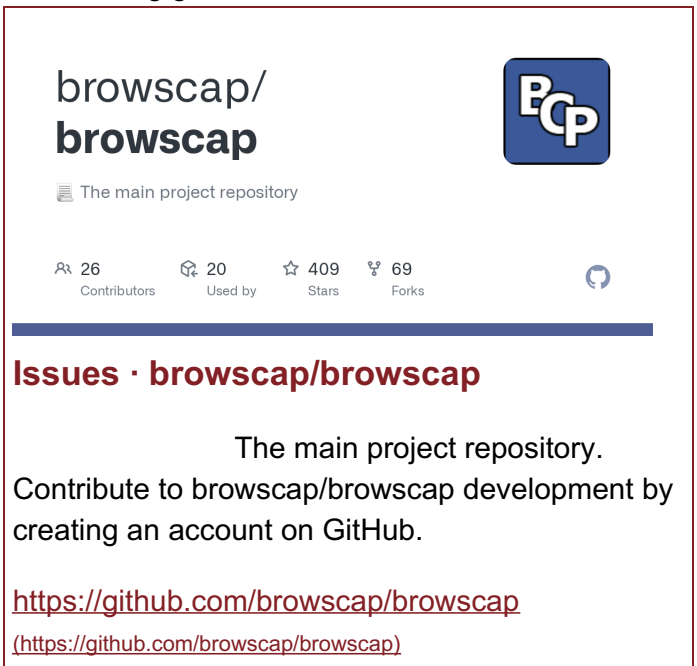 browscap/
browscap
BCP
The main project repository
26
Contributors
20
Used by
409
Stars
69
Forks
Issues · browscap/browscap
The main project repository.
Contribute to browscap/browscap development by
creating an account on GitHub.
https://github.com/browscap/browscap
(https://github.com/browscap/browscap)